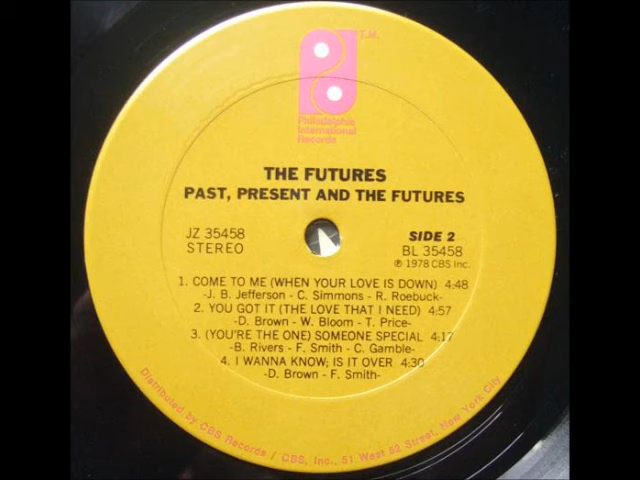 T.M.
Philadelphia
International
Records
THE FUTURES
PAST, PRESENT AND THE FUTURES
JZ 35458
STEREO
SIDE 2
BL 35458
℗ 1978 CBS Inc.
1. COME TO ME (WHEN YOUR LOVE IS DOWN) 4:48
-J. B. Jefferson - C. Simmons - R. Roebuck-
2. YOU GOT IT (THE LOVE THAT I NEED) 4:57
-D. Brown - W. Bloom - T. Price-
3. (YOU'RE THE ONE) SOMEONE SPECIAL 4:17
-B. Rivers - F. Smith - C. Gamble-
4. I WANNA KNOW; IS IT OVER 4:30
-D. Brown - F. Smith-
Distributed by CBS Records / CBS, Inc., 51 West 52 Street, New York City